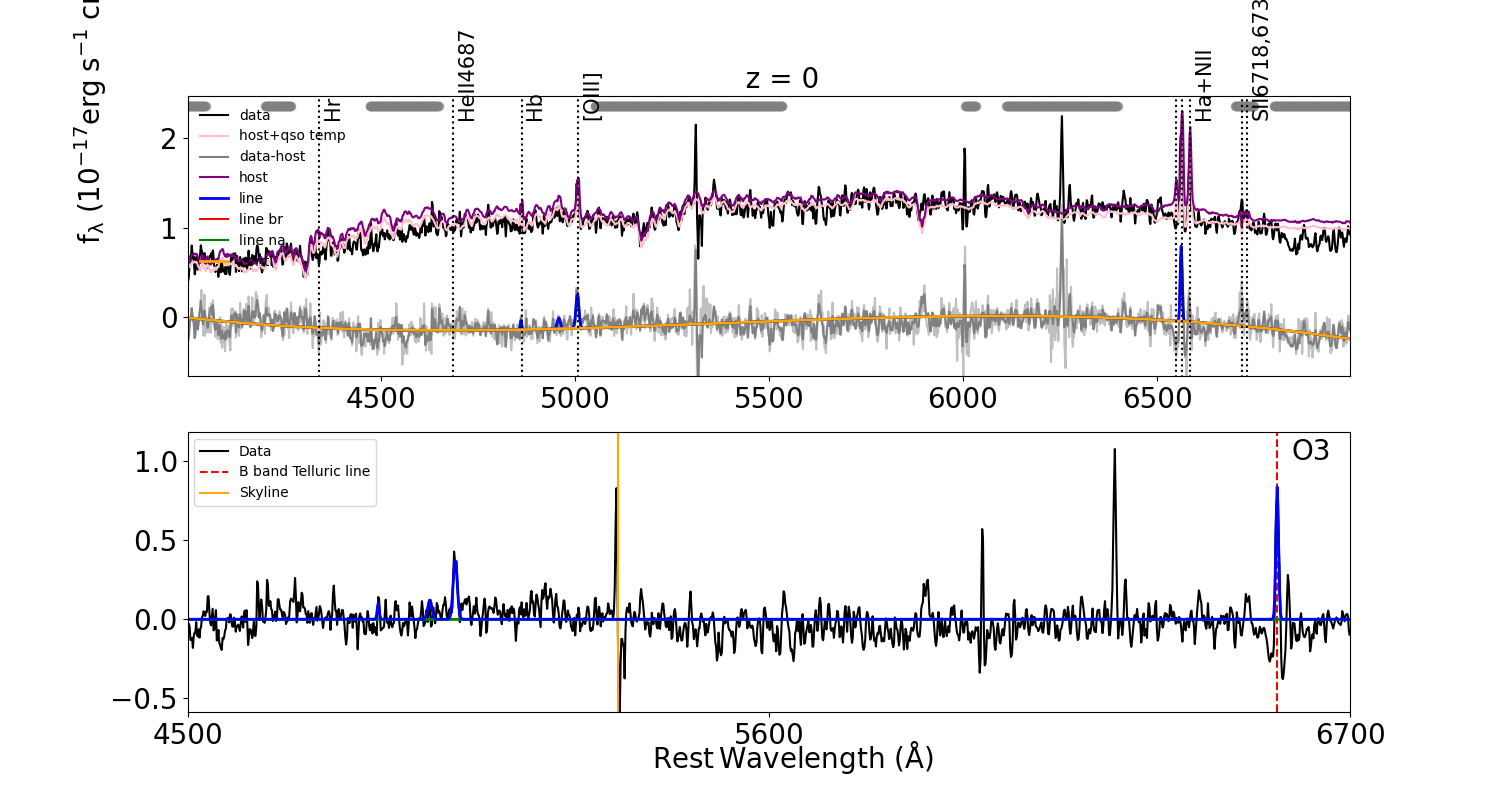 z = 0
Hr
HeII4687
Hb
[OIII]
Ha+NII
SII6718,673
fλ (10⁻¹⁷erg s⁻¹ c
data
host+qso temp
data-host
host
line
line br
line na
2
1
0
4500 5000 5500 6000 6500
Data
B band Telluric line
Skyline
O3
1.0
0.5
0.0
−0.5
4500 5600 6700
Rest Wavelength (Å)